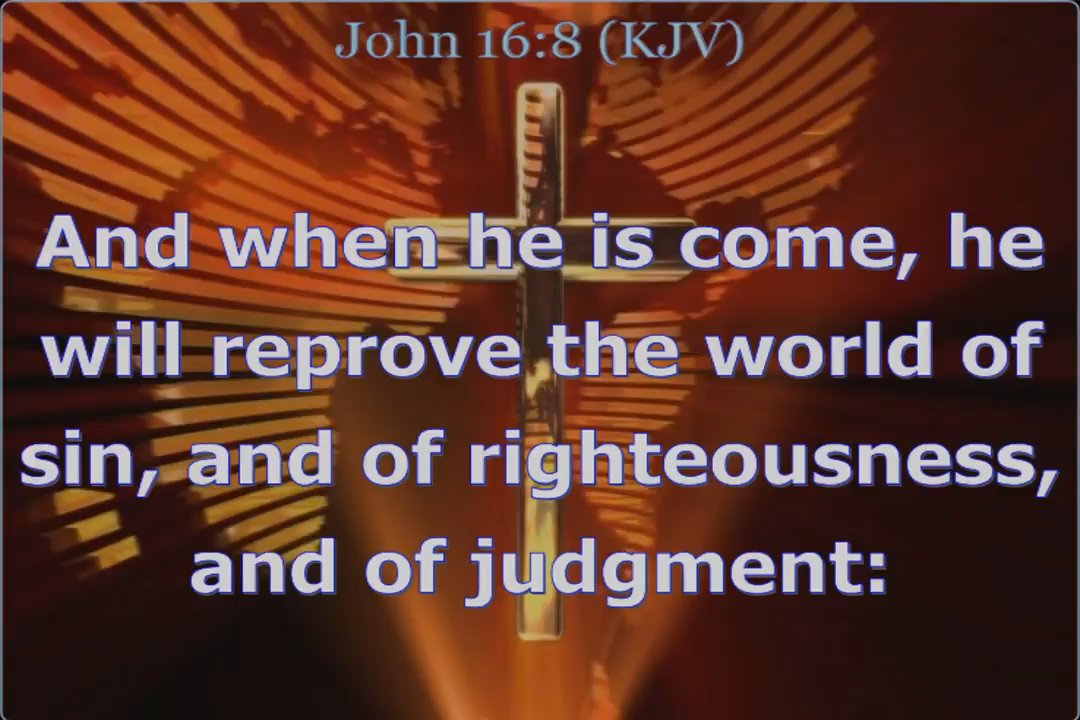 John 16:8 (KJV)
And when he is come, he
will reprove the world of
sin, and of righteousness,
and of judgment: